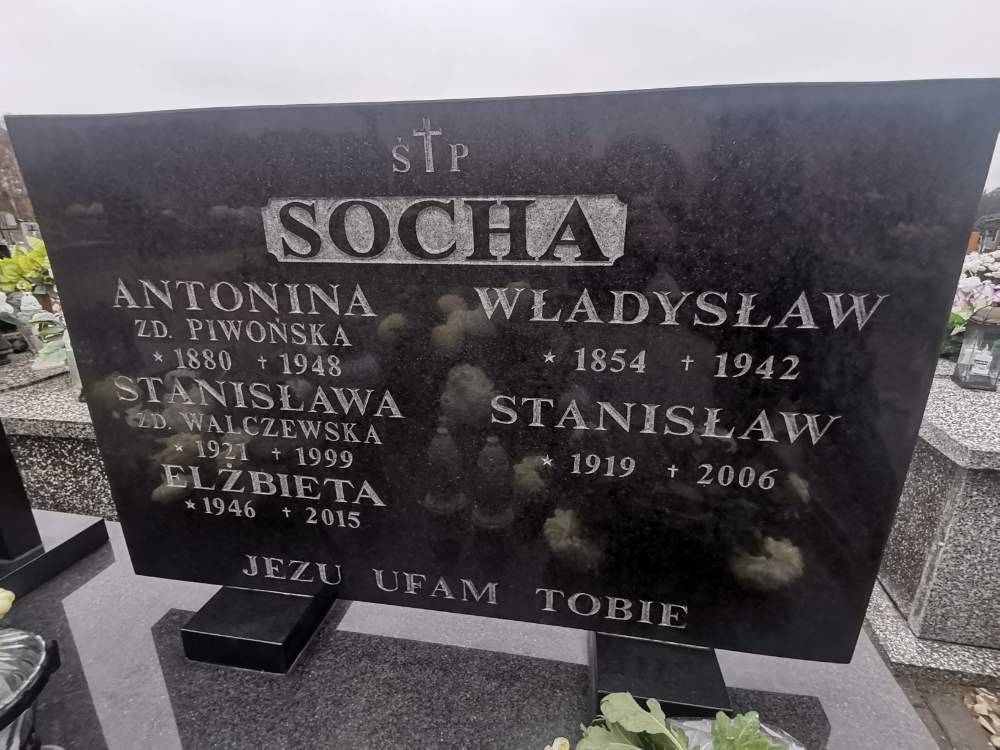 Ś P
SOCHA
ANTONINA
ZD. PIWOŃSKA
* 1880 + 1948
STANISŁAWA
ZD. WALCZEWSKA
* 1921 + 1999
ELŻBIETA
* 1946 + 2015
WŁADYSŁAW
* 1854 + 1942
STANISŁAW
* 1919 + 2006
JEZU UFAM TOBIE